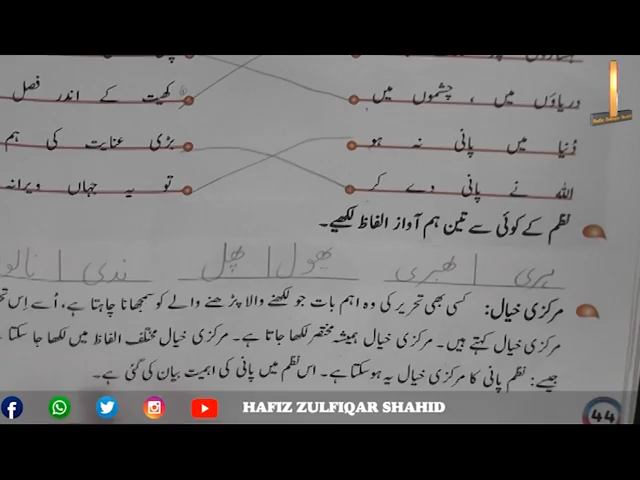 دریاؤں میں ، چشموں میں کھیت کے اندر فصل
دُنیا میں پانی نہ ہو بڑی عنایت کی ہم
اللہ نے پانی دے کر تو یہ جہاں ویرانہ
نظم کے کوئی سے تین ہم آواز الفاظ لکھیے۔
ہری | بھری پھول | پھل ندی | نالو
مرکزی خیال: کسی بھی تحریر کی وہ اہم بات جو لکھنے والا پڑھنے والے کو سمجھانا چاہتا ہے، اُسے اِس
مرکزی خیال کہتے ہیں۔ مرکزی خیال ہمیشہ مختصر لکھا جاتا ہے۔ مرکزی خیال مختلف الفاظ میں لکھا جا سکتا
جیسے: نظم پانی کا مرکزی خیال یہ ہو سکتا ہے۔ اس نظم میں پانی کی اہمیت بیان کی گئی ہے۔
HAFIZ ZULFIQAR SHAHID
44